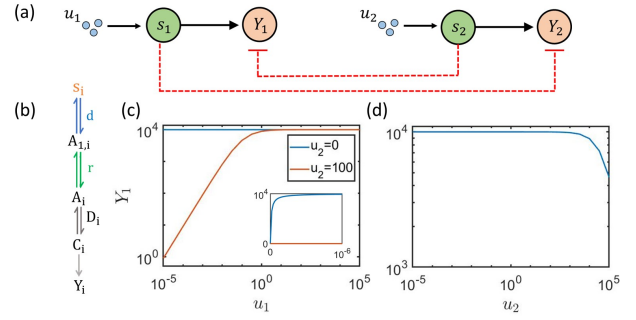 (a)
u1 s1 Y1 u2 s2 Y2
(b)
si
d
A1,i
r
Ai
Di
Ci
Yi
(c)
Y1
10^4
10^0
u2=0
u2=100
10^4
0
0 10^-6
10^-5 10^0 10^5
u1
(d)
10^4
10^3
10^-5 10^0 10^5
u2